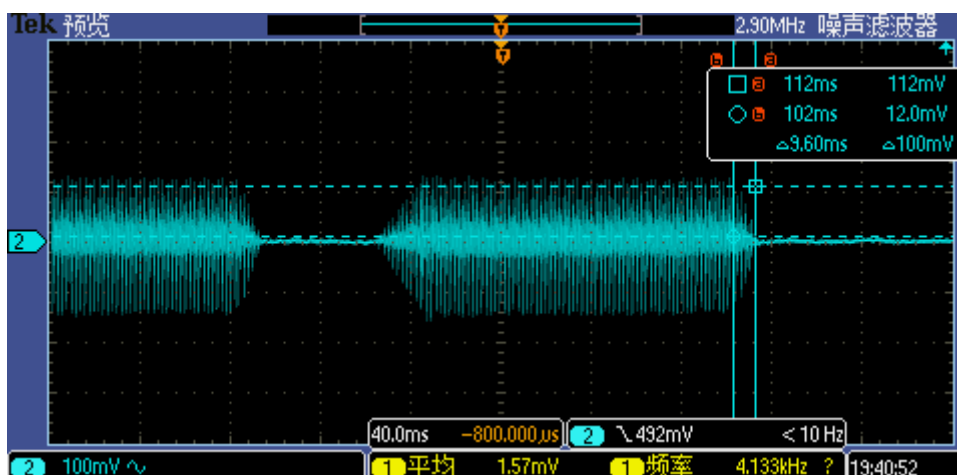 Tek 预览 2.90MHz 噪声滤波器
112ms 112mV
102ms 12.0mV
△9.60ms △100mV
2
40.0ms -800.000µs 2 492mV < 10 Hz
2 100mV 1 平均 1.57mV 1 频率 4.133kHz ? 19:40:52